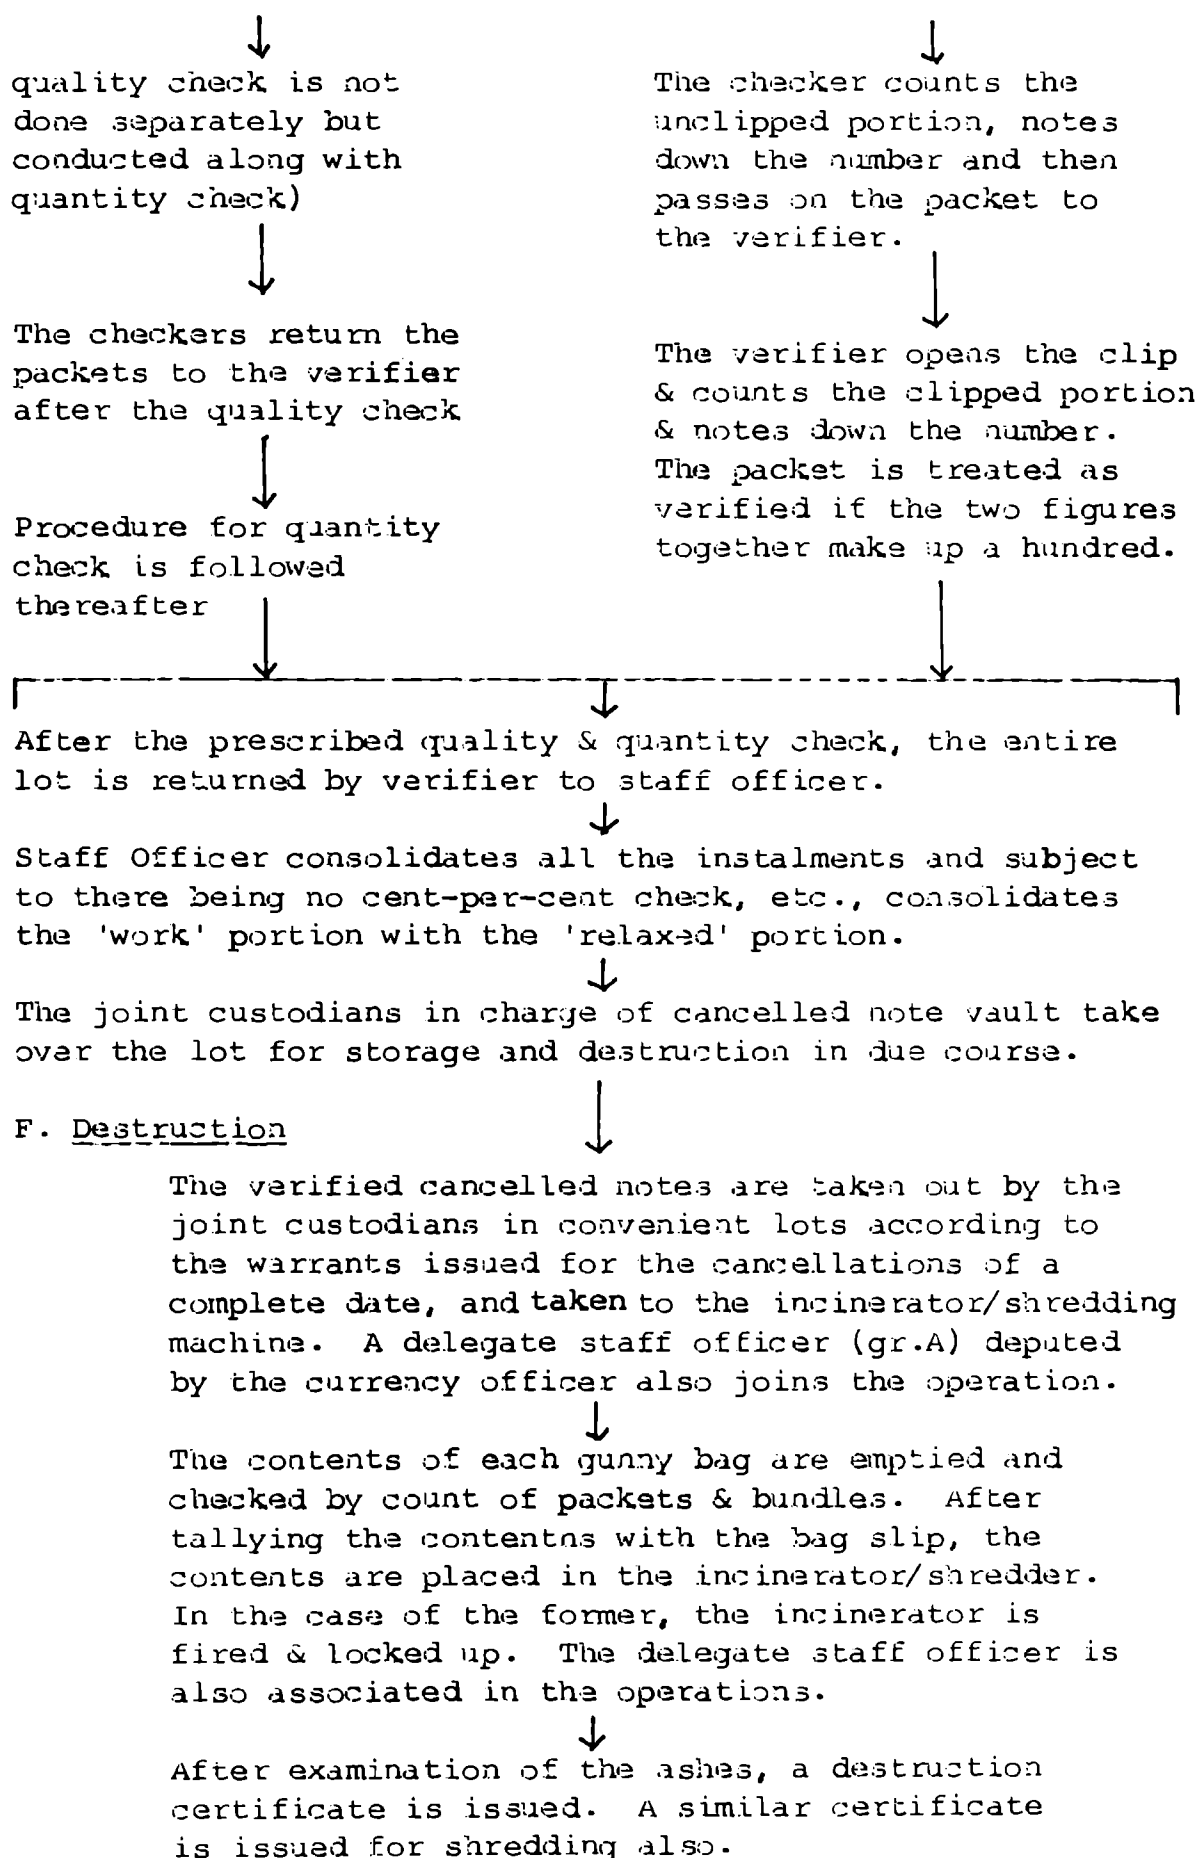 quality check is not
done separately but
conducted along with
quantity check)
The checkers return the
packets to the verifier
after the quality check
Procedure for quantity
check is followed
thereafter
The checker counts the
unclipped portion, notes
down the number and then
passes on the packet to
the verifier.
The verifier opens the clip
& counts the clipped portion
& notes down the number.
The packet is treated as
verified if the two figures
together make up a hundred.
After the prescribed quality & quantity check, the entire
lot is returned by verifier to staff officer.
Staff Officer consolidates all the instalments and subject
to there being no cent-per-cent check, etc., consolidates
the 'work' portion with the 'relaxed' portion.
The joint custodians in charge of cancelled note vault take
over the lot for storage and destruction in due course.
F. Destruction
The verified cancelled notes are taken out by the
joint custodians in convenient lots according to
the warrants issued for the cancellations of a
complete date, and taken to the incinerator/shredding
machine. A delegate staff officer (gr.A) deputed
by the currency officer also joins the operation.
The contents of each gunny bag are emptied and
checked by count of packets & bundles. After
tallying the contentns with the bag slip, the
contents are placed in the incinerator/shredder.
In the case of the former, the incinerator is
fired & locked up. The delegate staff officer is
also associated in the operations.
After examination of the ashes, a destruction
certificate is issued. A similar certificate
is issued for shredding also.